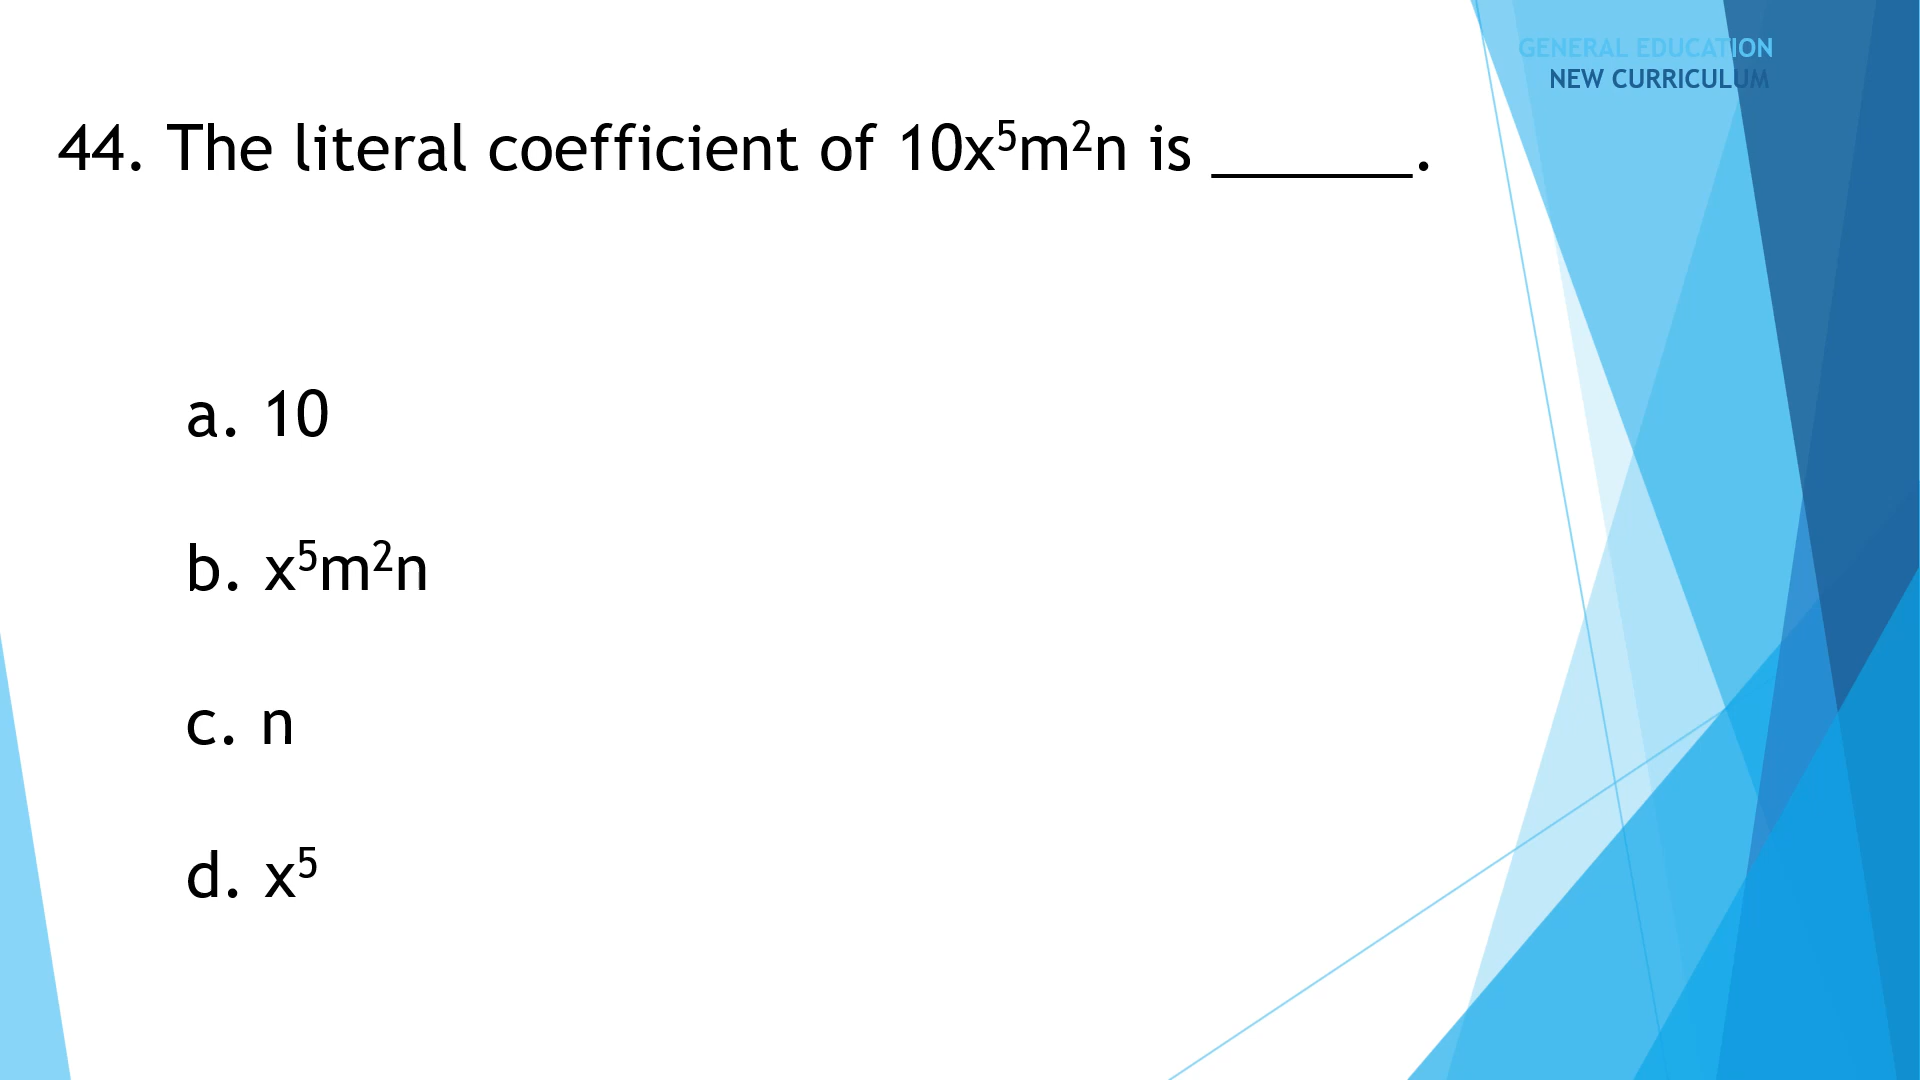 GENERAL EDUCATION
NEW CURRICULUM
44. The literal coefficient of 10x⁵m²n is ______.
a. 10
b. x⁵m²n
c. n
d. x⁵